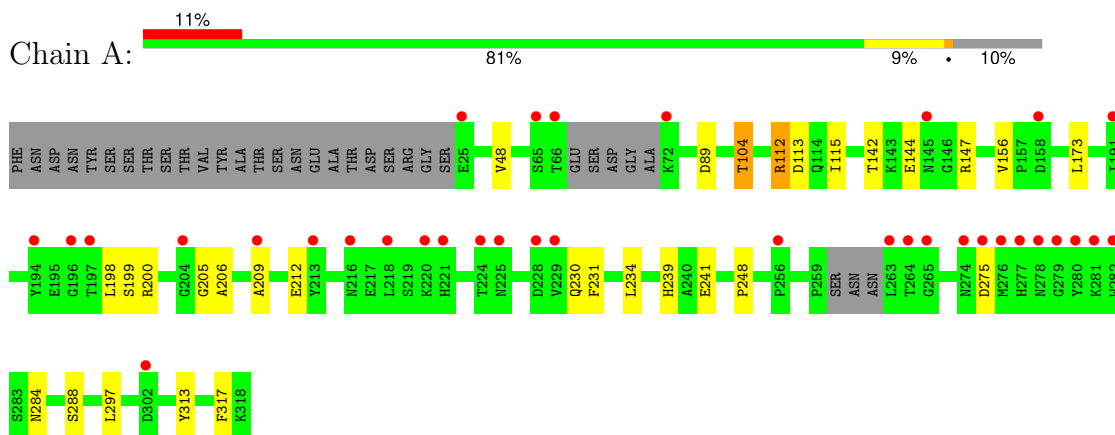 11%
Chain A:
81% 9% • 10%
PHE ASN ASP ASN TYR SER SER THR SER THR VAL TYR ALA THR SER ASN GLU ALA THR ASP SER ARG GLY SER E25 V48 S65 T66 GLU SER ASP GLY ALA K72 D89 T104 R112 D113 Q114 I115 T142 K143 E144 N145 G146 R147 V156 P157 D158 L173
Y194 E195 G196 T197 L198 S199 R200 G204 G205 A206 A209 E212 Y213 N216 E217 L218 S219 K220 H221 T224 N225 D228 V229 Q230 F231 L234 H239 A240 E241 P248 P256 P259 SER ASN ASN L263 T264 G265 N274 D275 M276 H277 N278 G279 Y280 K281
S283 N284 S288 L297 D302 Y313 F317 K318